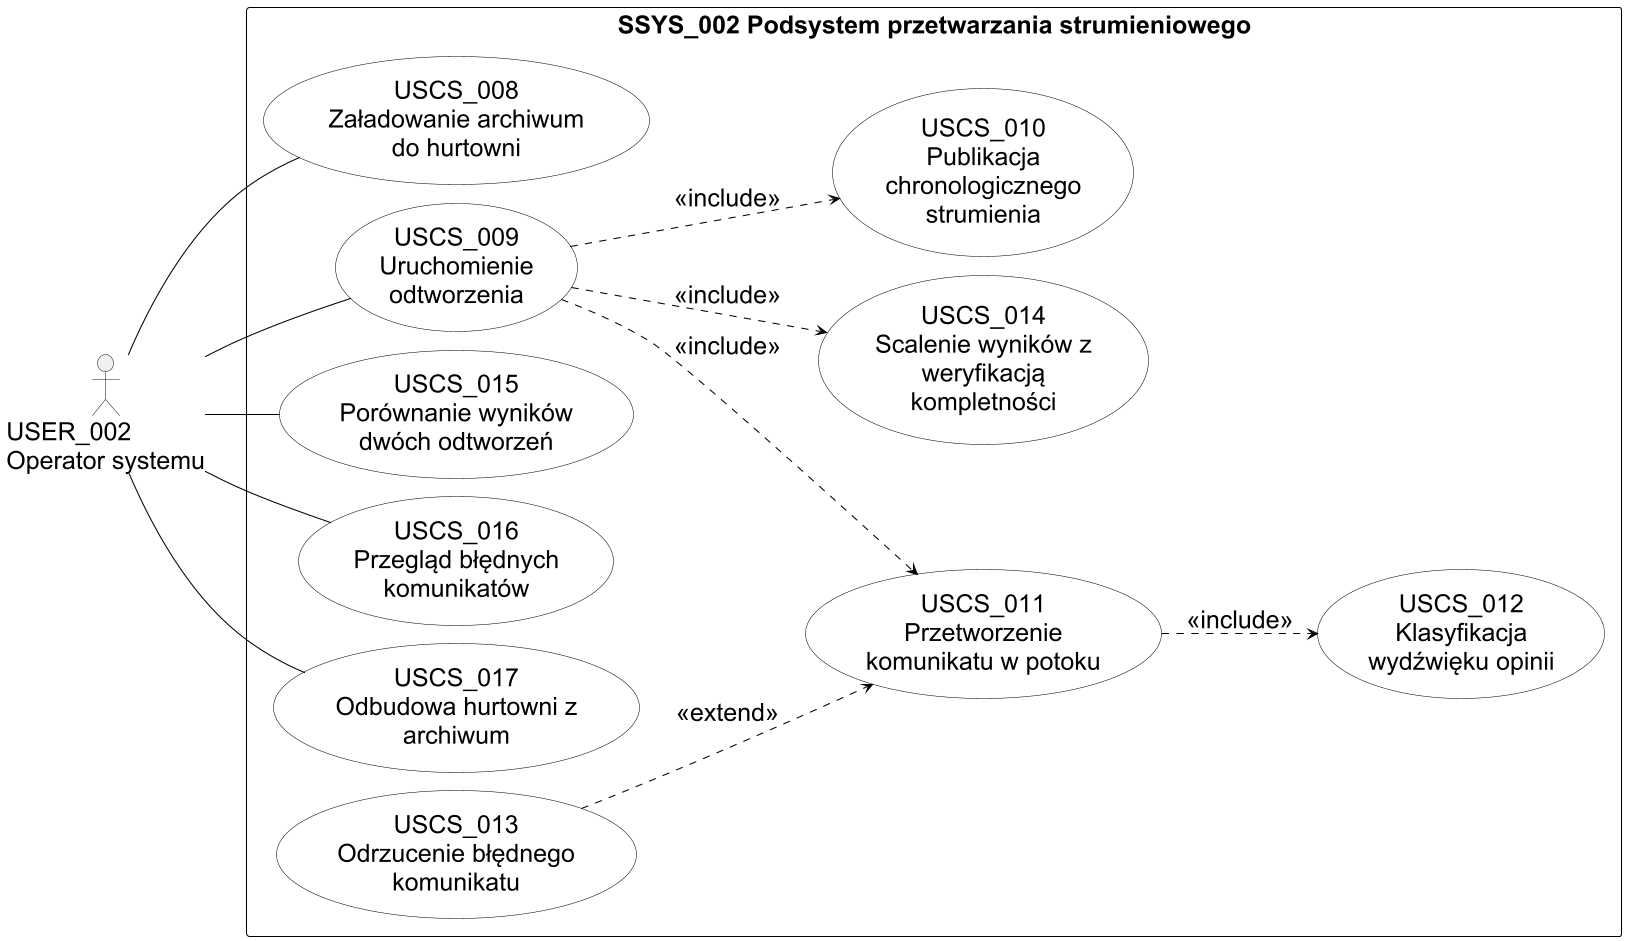 SSYS_002 Podsystem przetwarzania strumieniowego
USCS_008
Załadowanie archiwum
do hurtowni
USCS_009
Uruchomienie
odtworzenia
USCS_015
Porównanie wyników
dwóch odtworzeń
USCS_016
Przegląd błędnych
komunikatów
USCS_017
Odbudowa hurtowni z
archiwum
USCS_013
Odrzucenie błędnego
komunikatu
USER_002
Operator systemu
«include»
«include»
«include»
«extend»
USCS_010
Publikacja
chronologicznego
strumienia
USCS_014
Scalenie wyników z
weryfikacją
kompletności
USCS_011
Przetworzenie
komunikatu w potoku
«include»
USCS_012
Klasyfikacja
wydźwięku opinii